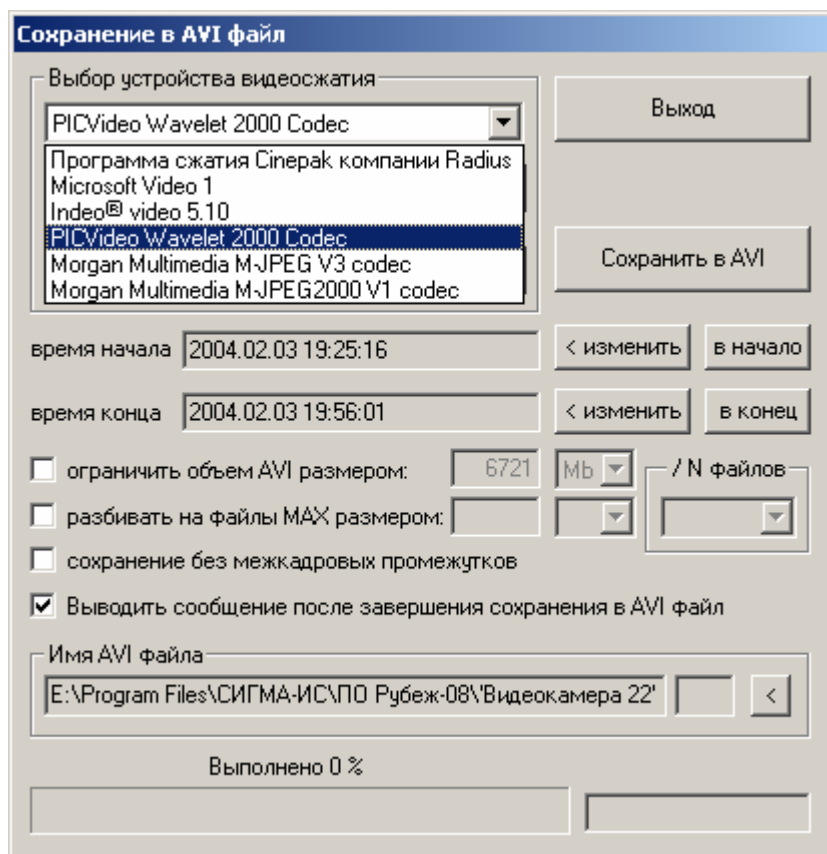 Сохранение в AVI файл
Выбор устройства видеосжатия
PICVideo Wavelet 2000 Codec
Выход
Программа сжатия Cinepak компании Radius
Microsoft Video 1
Indeo® video 5.10
PICVideo Wavelet 2000 Codec
Morgan Multimedia M-JPEG V3 codec
Morgan Multimedia M-JPEG2000 V1 codec
Сохранить в AVI
время начала 2004.02.03 19:25:16 < изменить в начало
время конца 2004.02.03 19:56:01 < изменить в конец
ограничить объем AVI размером: 6721 Mb / N файлов
разбивать на файлы MAX размером:
сохранение без межкадровых промежутков
Выводить сообщение после завершения сохранения в AVI файл
Имя AVI файла
E:\Program Files\СИГМА-ИС\ПО Рубеж-08\'Видеокамера 22' <
Выполнено 0 %